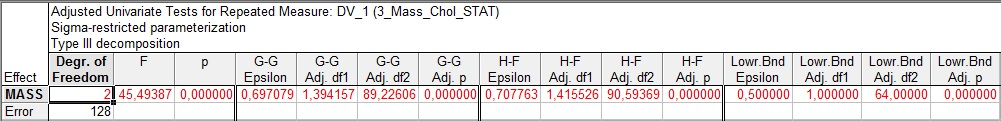 Adjusted Univariate Tests for Repeated Measure: DV_1 (3_Mass_Chol_STAT)
Sigma-restricted parameterization
Type III decomposition
Effect Degr. of Freedom F p G-G Epsilon G-G Adj. df1 G-G Adj. df2 G-G Adj. p H-F Epsilon H-F Adj. df1 H-F Adj. df2 H-F Adj. p Lowr.Bnd Epsilon Lowr.Bnd Adj. df1 Lowr.Bnd Adj. df2 Lowr.Bnd Adj. p
MASS 2 45,49387 0,000000 0,697079 1,394157 89,22606 0,000000 0,707763 1,415526 90,59369 0,000000 0,500000 1,000000 64,00000 0,000000
Error 128